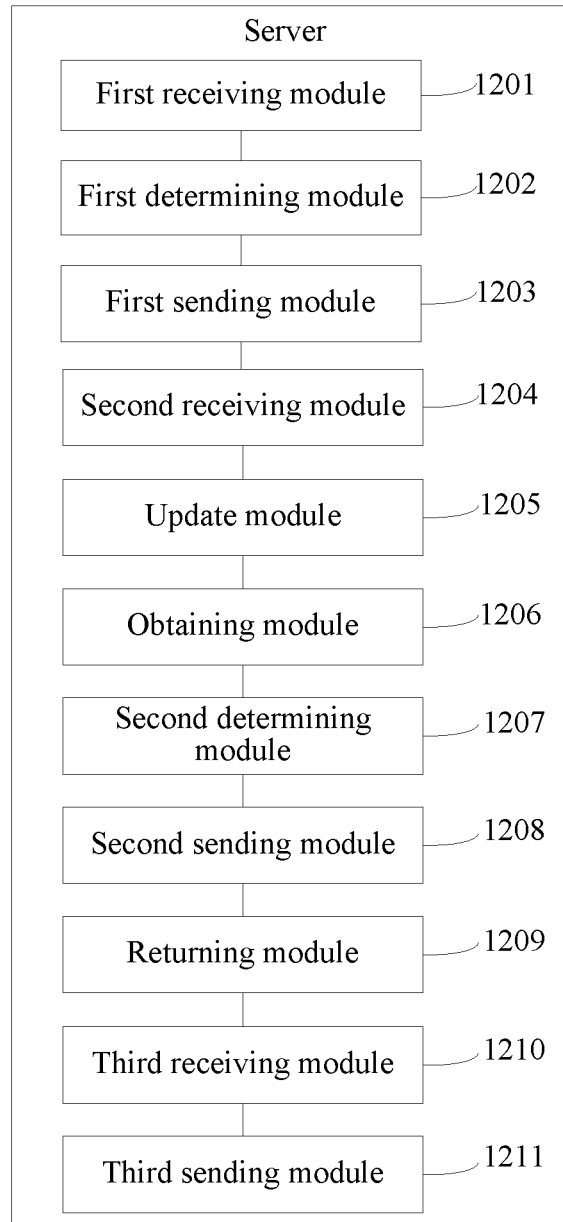 Server
First receiving module 1201
First determining module 1202
First sending module 1203
Second receiving module 1204
Update module 1205
Obtaining module 1206
Second determining
module 1207
Second sending module 1208
Returning module 1209
Third receiving module 1210
Third sending module 1211